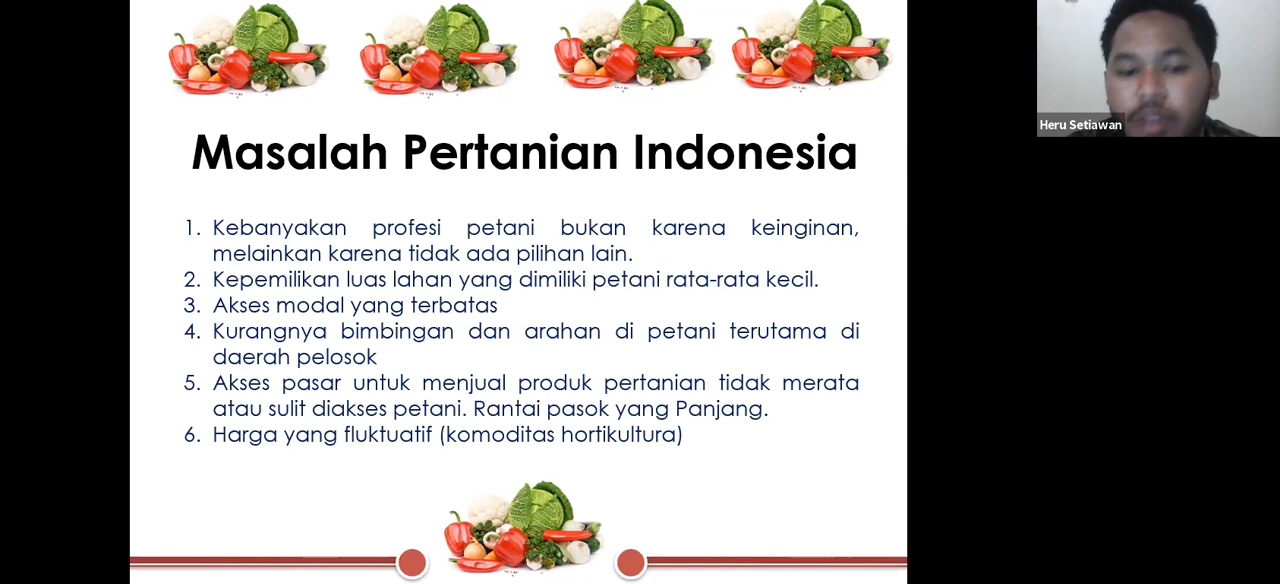 Heru Setiawan
Masalah Pertanian Indonesia
1. Kebanyakan profesi petani bukan karena keinginan,
melainkan karena tidak ada pilihan lain.
2. Kepemilikan luas lahan yang dimiliki petani rata-rata kecil.
3. Akses modal yang terbatas
4. Kurangnya bimbingan dan arahan di petani terutama di
daerah pelosok
5. Akses pasar untuk menjual produk pertanian tidak merata
atau sulit diakses petani. Rantai pasok yang Panjang.
6. Harga yang fluktuatif (komoditas hortikultura)